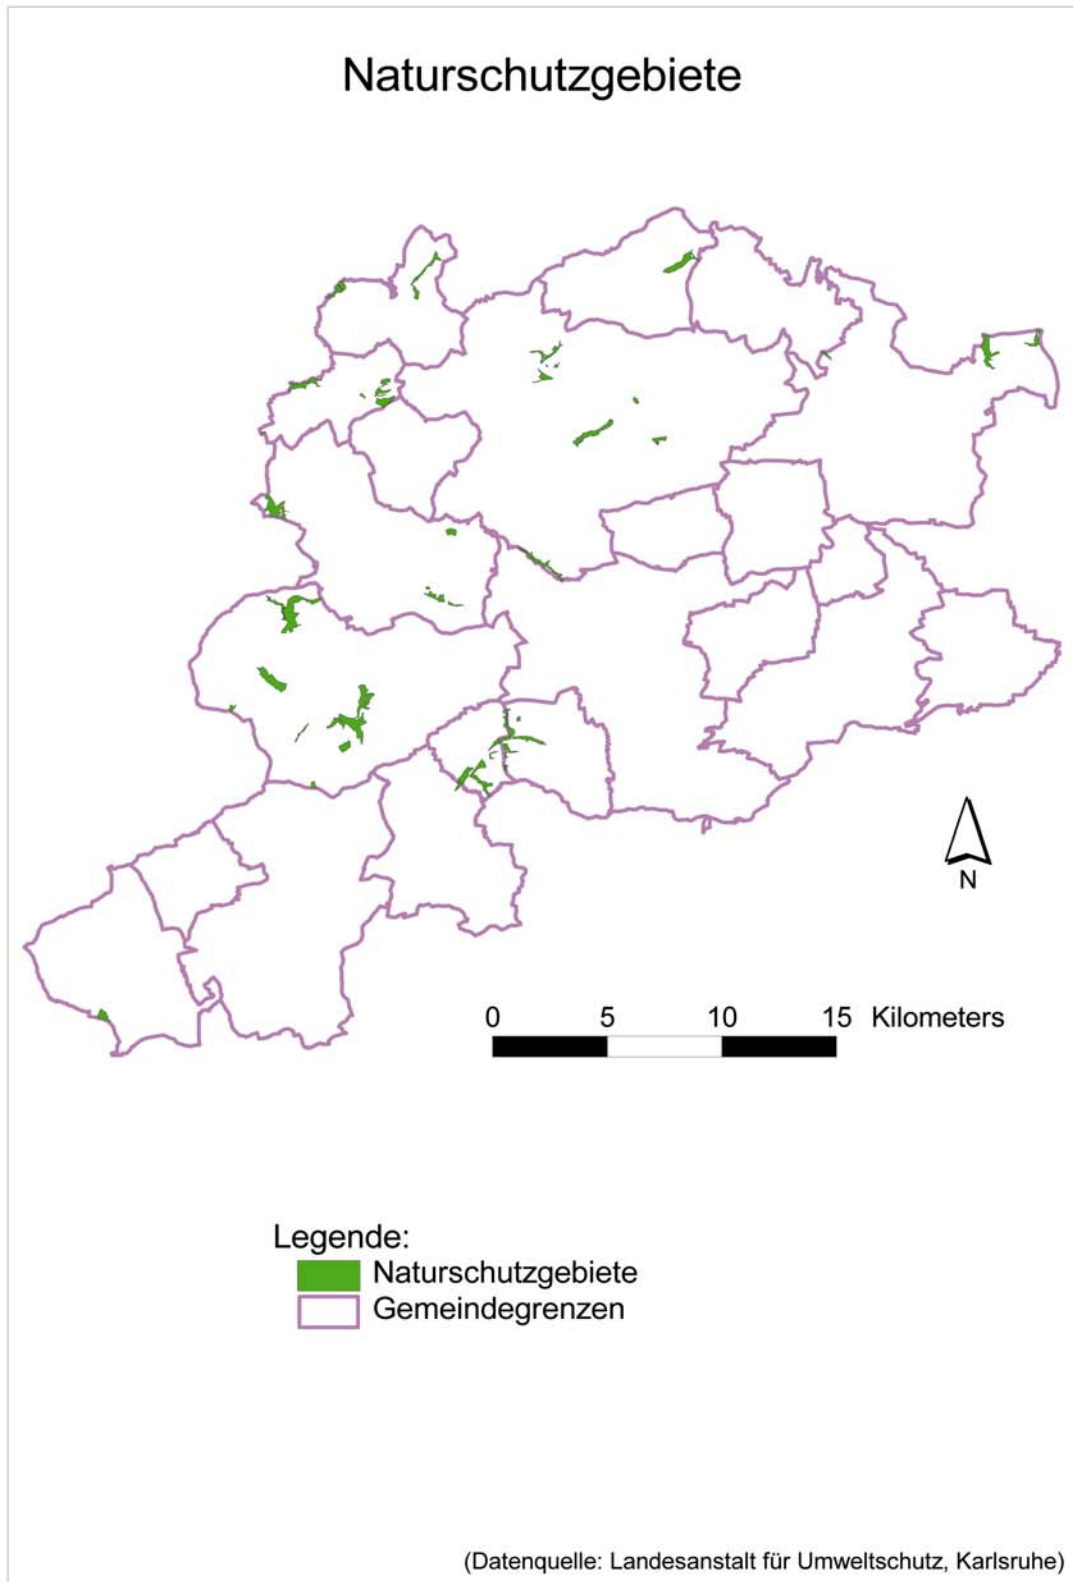 Naturschutzgebiete
N
0 5 10 15 Kilometers
Legende:
Naturschutzgebiete
Gemeindegrenzen
(Datenquelle: Landesanstalt für Umweltschutz, Karlsruhe)